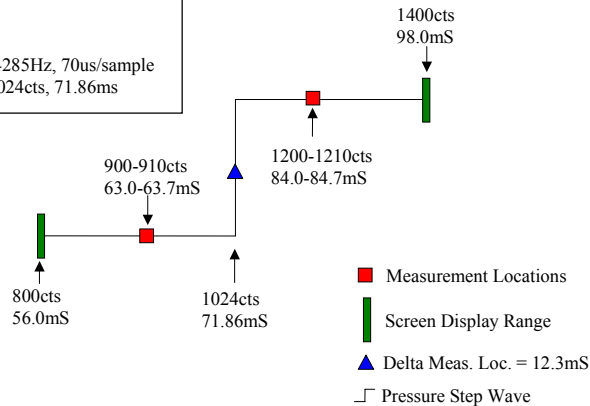 1400cts
98.0mS
285Hz, 70us/sample
024cts, 71.86ms
900-910cts
63.0-63.7mS
1200-1210cts
84.0-84.7mS
800cts
56.0mS
1024cts
71.86mS
Measurement Locations
Screen Display Range
Delta Meas. Loc. = 12.3mS
Pressure Step Wave